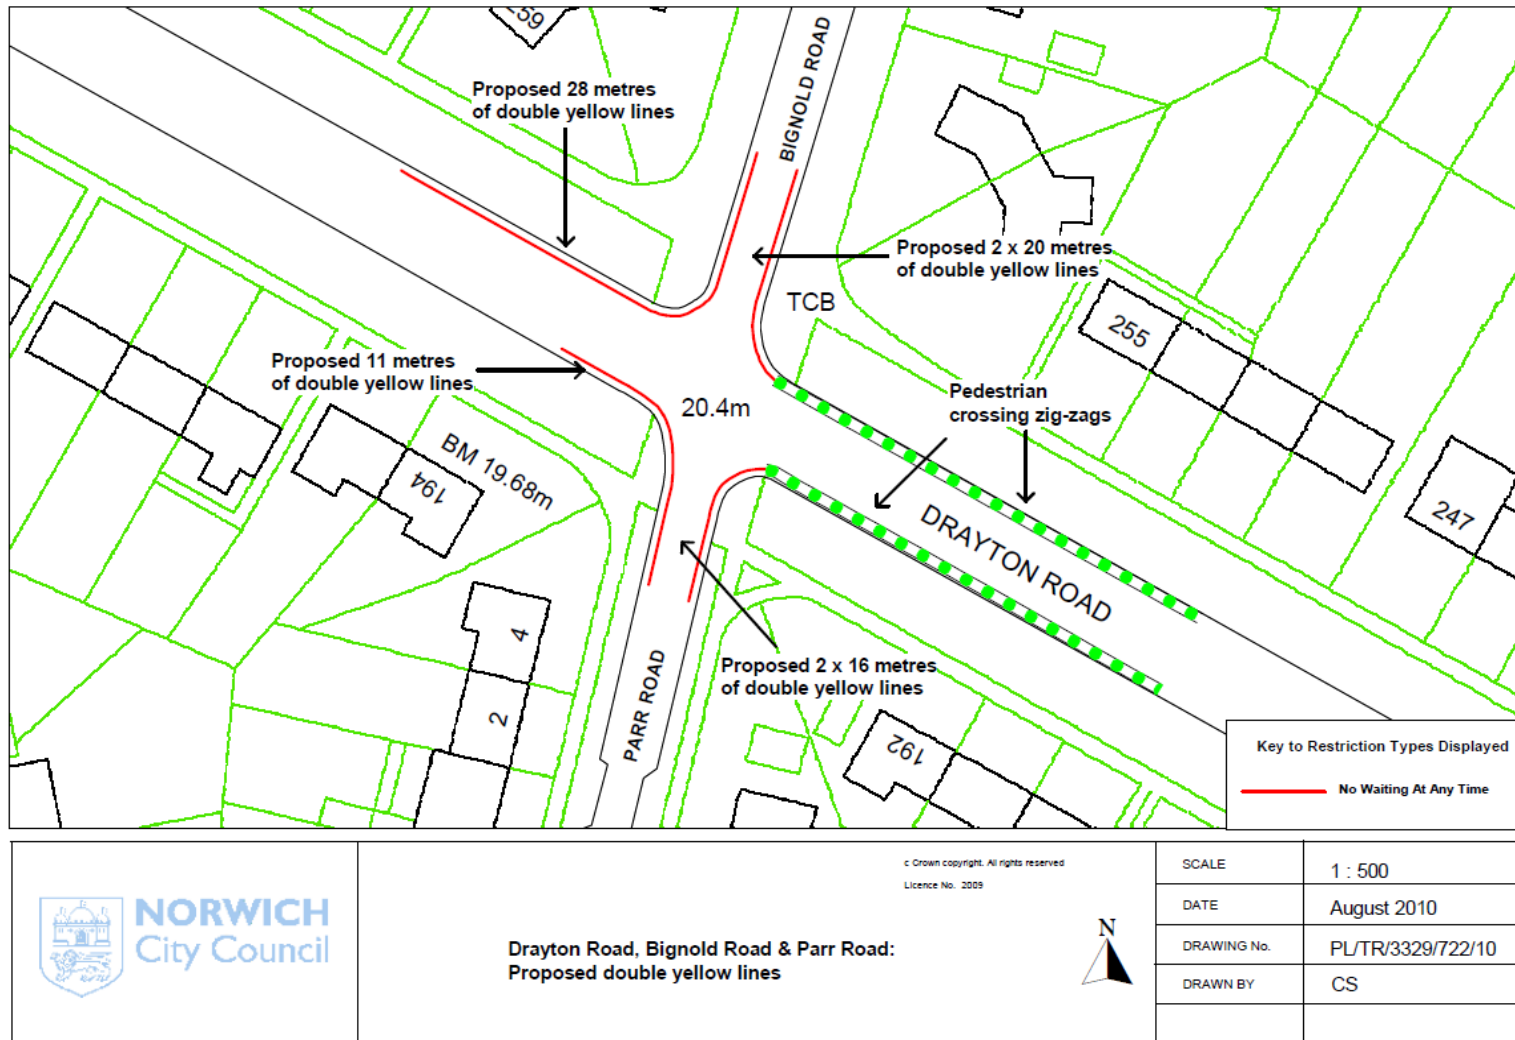 259
BIGNOLD ROAD
Proposed 28 metres
of double yellow lines
Proposed 2 x 20 metres
of double yellow lines
TCB
255
Proposed 11 metres
of double yellow lines
Pedestrian
crossing zig-zags
20.4m
BM 19.68m
194
247
DRAYTON ROAD
4
2
PARR ROAD
Proposed 2 x 16 metres
of double yellow lines
192
Key to Restriction Types Displayed
No Waiting At Any Time
NORWICH
City Council
Drayton Road, Bignold Road & Parr Road:
Proposed double yellow lines
c Crown copyright. All rights reserved
Licence No. 2009
N
SCALE 1 : 500
DATE August 2010
DRAWING No. PL/TR/3329/722/10
DRAWN BY CS